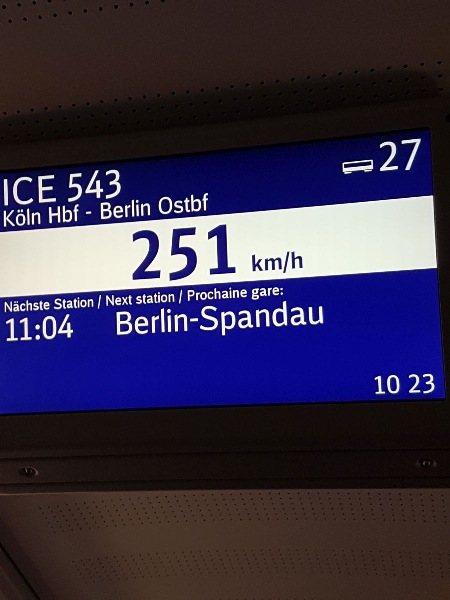 ICE 543 27
Köln Hbf - Berlin Ostbf
251 km/h
Nächste Station / Next station / Prochaine gare:
11:04 Berlin-Spandau
10 23